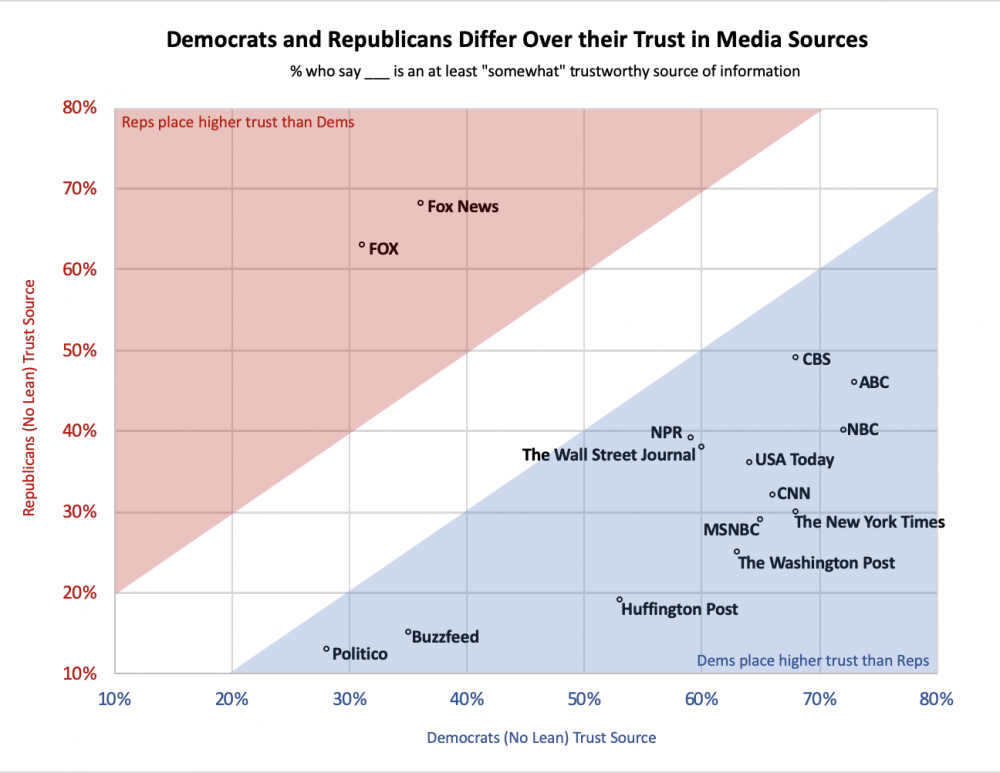 Democrats and Republicans Differ Over their Trust in Media Sources
% who say ___ is an at least "somewhat" trustworthy source of information
80%
Reps place higher trust than Dems
70%
Fox News
FOX
60%
Republicans (No Lean) Trust Source
50%
CBS
ABC
40%
NPR
NBC
The Wall Street Journal
USA Today
CNN
30%
The New York Times
MSNBC
The Washington Post
20%
Huffington Post
Buzzfeed
Politico
Dems place higher trust than Reps
10%
10% 20% 30% 40% 50% 60% 70% 80%
Democrats (No Lean) Trust Source